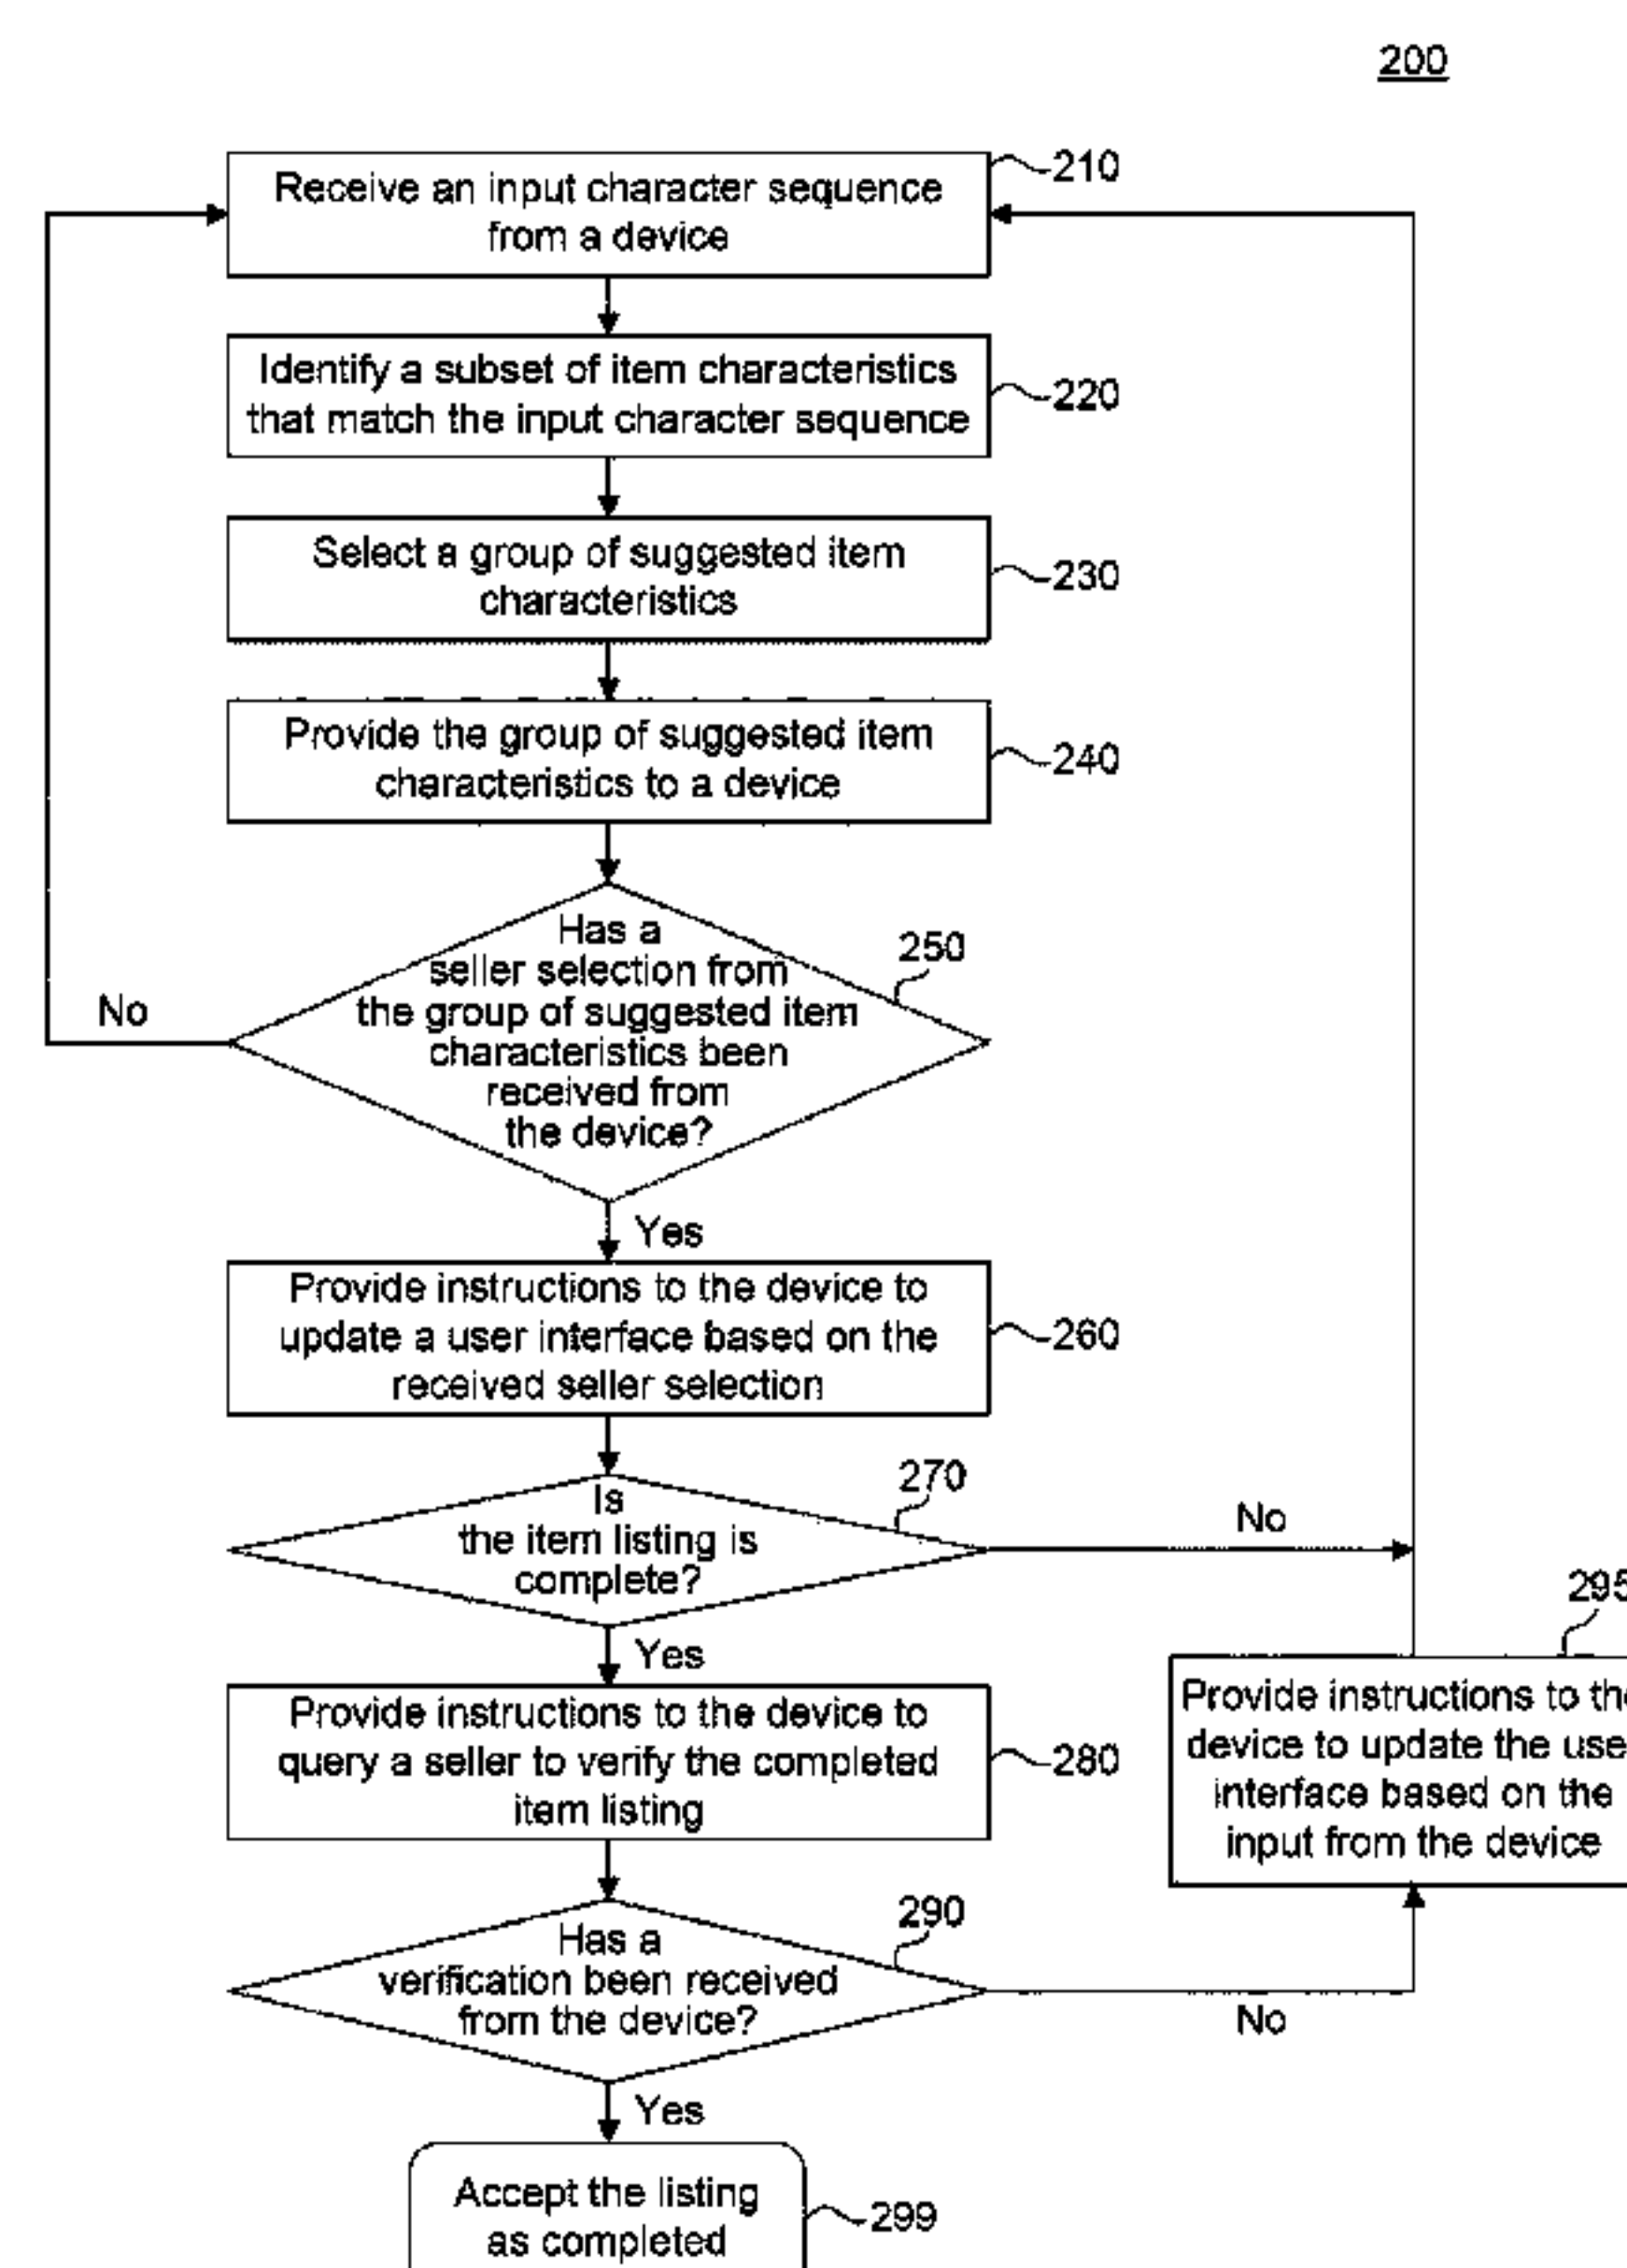 200
Receive an input character sequence
from a device
210
Identify a subset of item characteristics
that match the input character sequence
220
Select a group of suggested item
characteristics
230
Provide the group of suggested item
characteristics to a device
240
Has a
seller selection from
the group of suggested item
characteristics been
received from
the device?
250
No
Yes
Provide instructions to the device to
update a user interface based on the
received seller selection
260
Is
the item listing is
complete?
270
No
Yes
295
Provide instructions to the device to
query a seller to verify the completed
item listing
280
Provide instructions to the
device to update the use
interface based on the
input from the device
Has a
verification been received
from the device?
290
No
Yes
Accept the listing
as completed
299